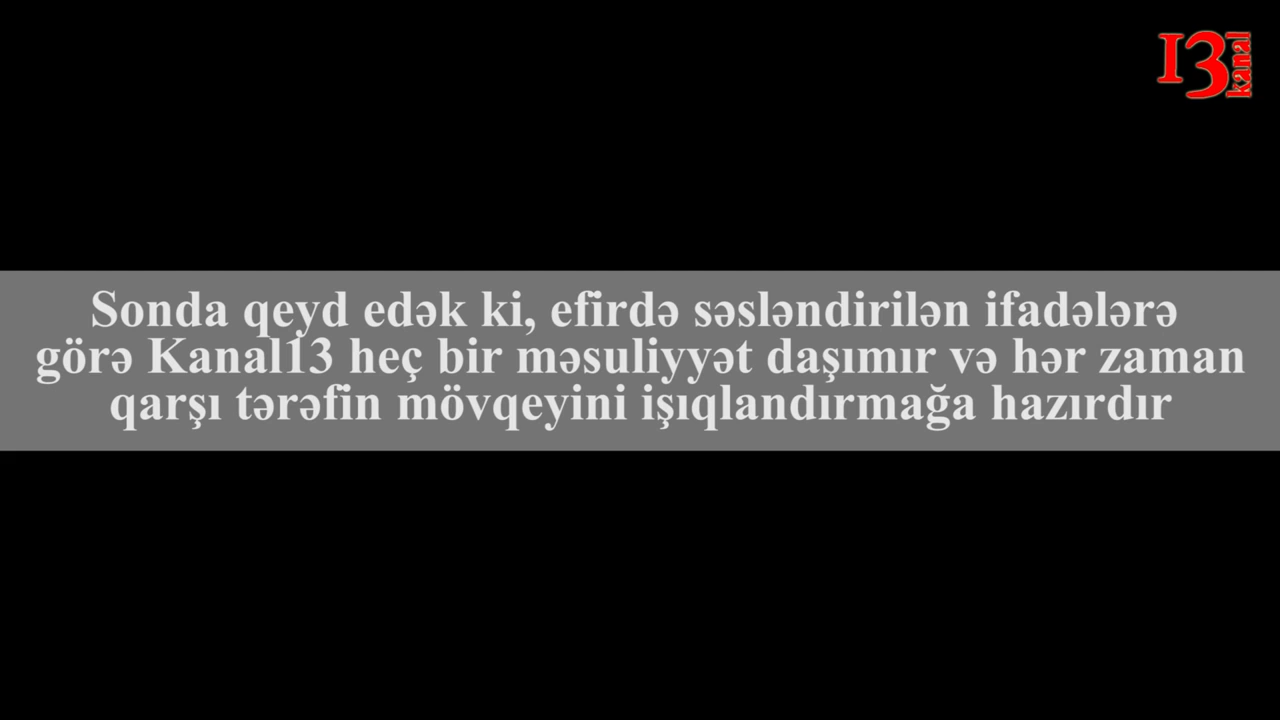 13 kanal
Sonda qeyd edək ki, efirdə səsləndirilən ifadələrə
görə Kanal13 heç bir məsuliyyət daşımır və hər zaman
qarşı tərəfin mövqeyini işıqlandırmağa hazırdır